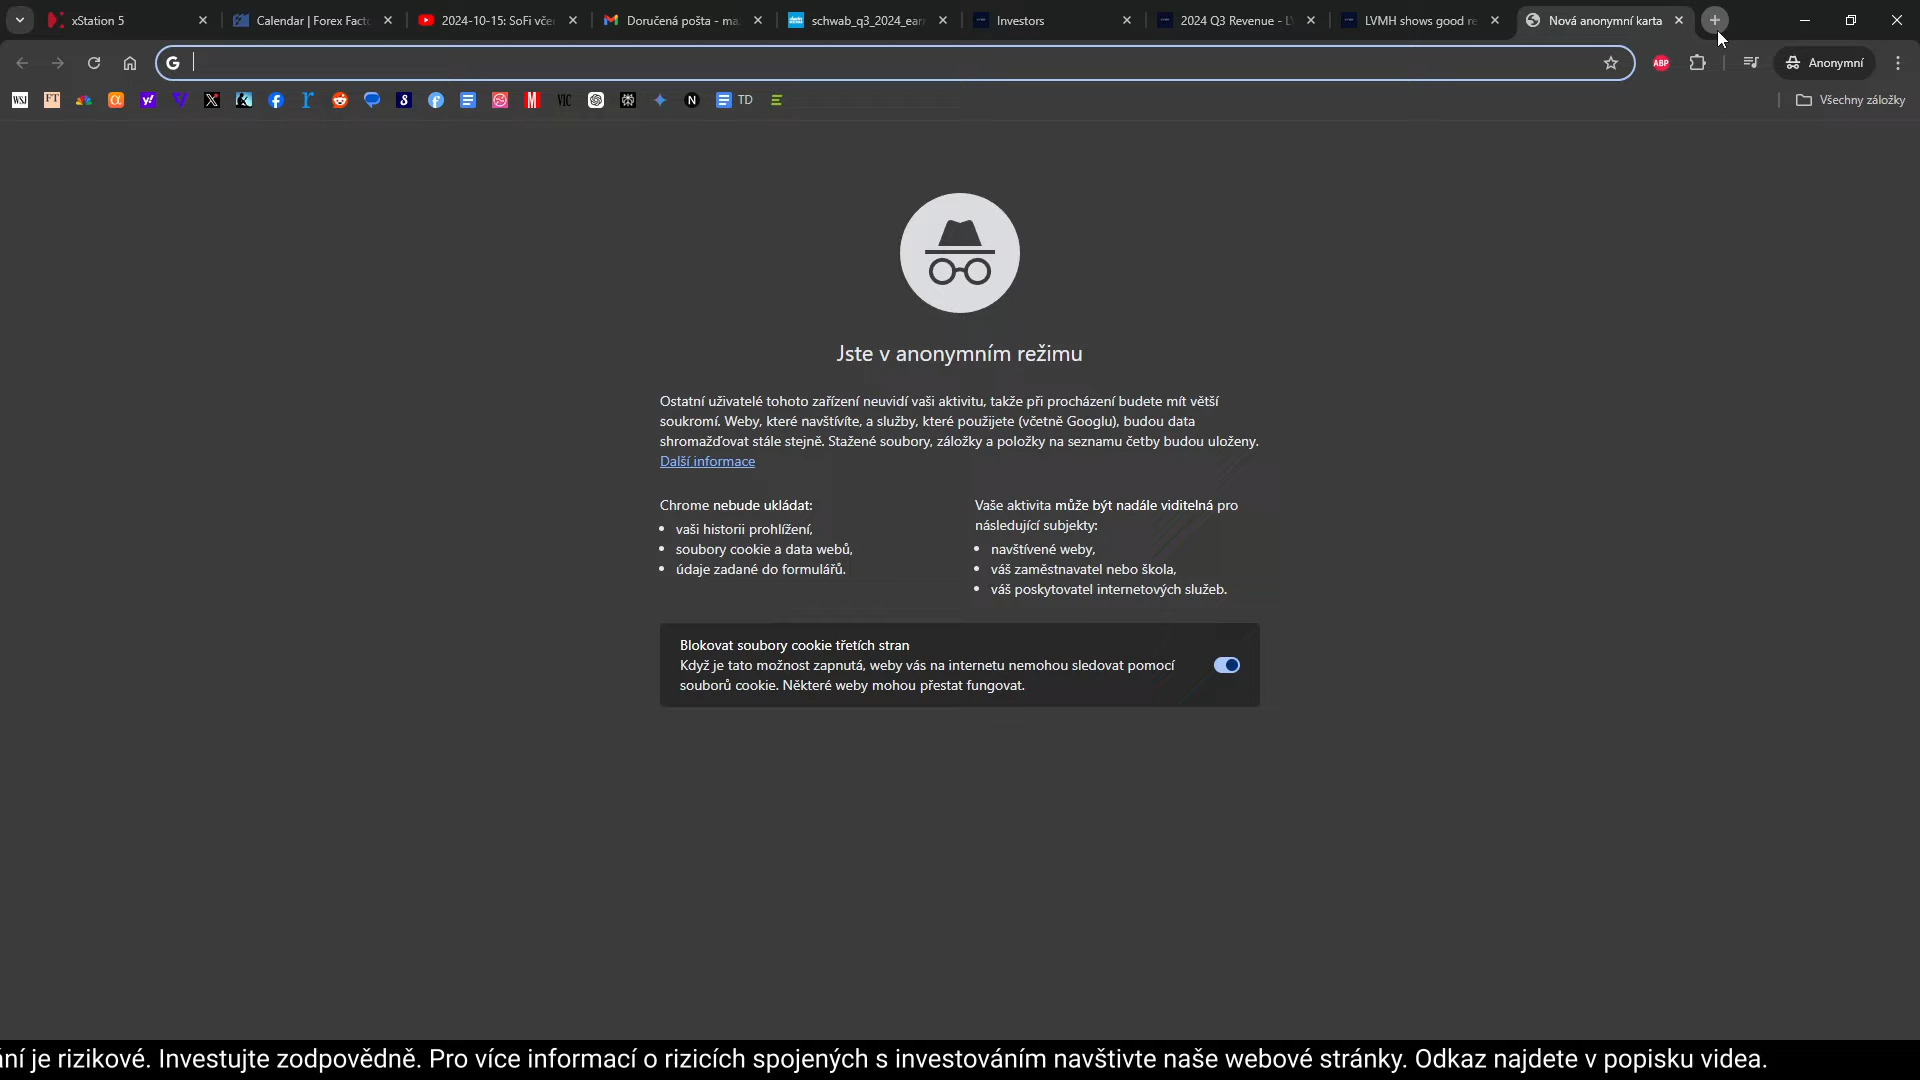 xStation 5
Calendar | Forex Fact
2024-10-15: SoFi vče
Doručená pošta - ma
schwab_q3_2024_earn
Investors
2024 Q3 Revenue - L
LVMH shows good re
Nová anonymní karta
G
ABP
Anonymní
WSJ FT
TD
VIC
Všechny záložky
Jste v anonymním režimu
Ostatní uživatelé tohoto zařízení neuvidí vaši aktivitu, takže při procházení budete mít větší
soukromí. Weby, které navštívíte, a služby, které použijete (včetně Googlu), budou data
shromažďovat stále stejně. Stažené soubory, záložky a položky na seznamu četby budou uloženy.
Další informace
Chrome nebude ukládat:
vaši historii prohlížení,
soubory cookie a data webů,
údaje zadané do formulářů.
Vaše aktivita může být nadále viditelná pro
následující subjekty:
navštívené weby,
váš zaměstnavatel nebo škola,
váš poskytovatel internetových služeb.
Blokovat soubory cookie třetích stran
Když je tato možnost zapnutá, weby vás na internetu nemohou sledovat pomocí
souborů cookie. Některé weby mohou přestat fungovat.
ání je rizikové. Investujte zodpovědně. Pro více informací o rizicích spojených s investováním navštivte naše webové stránky. Odkaz najdete v popisku videa.